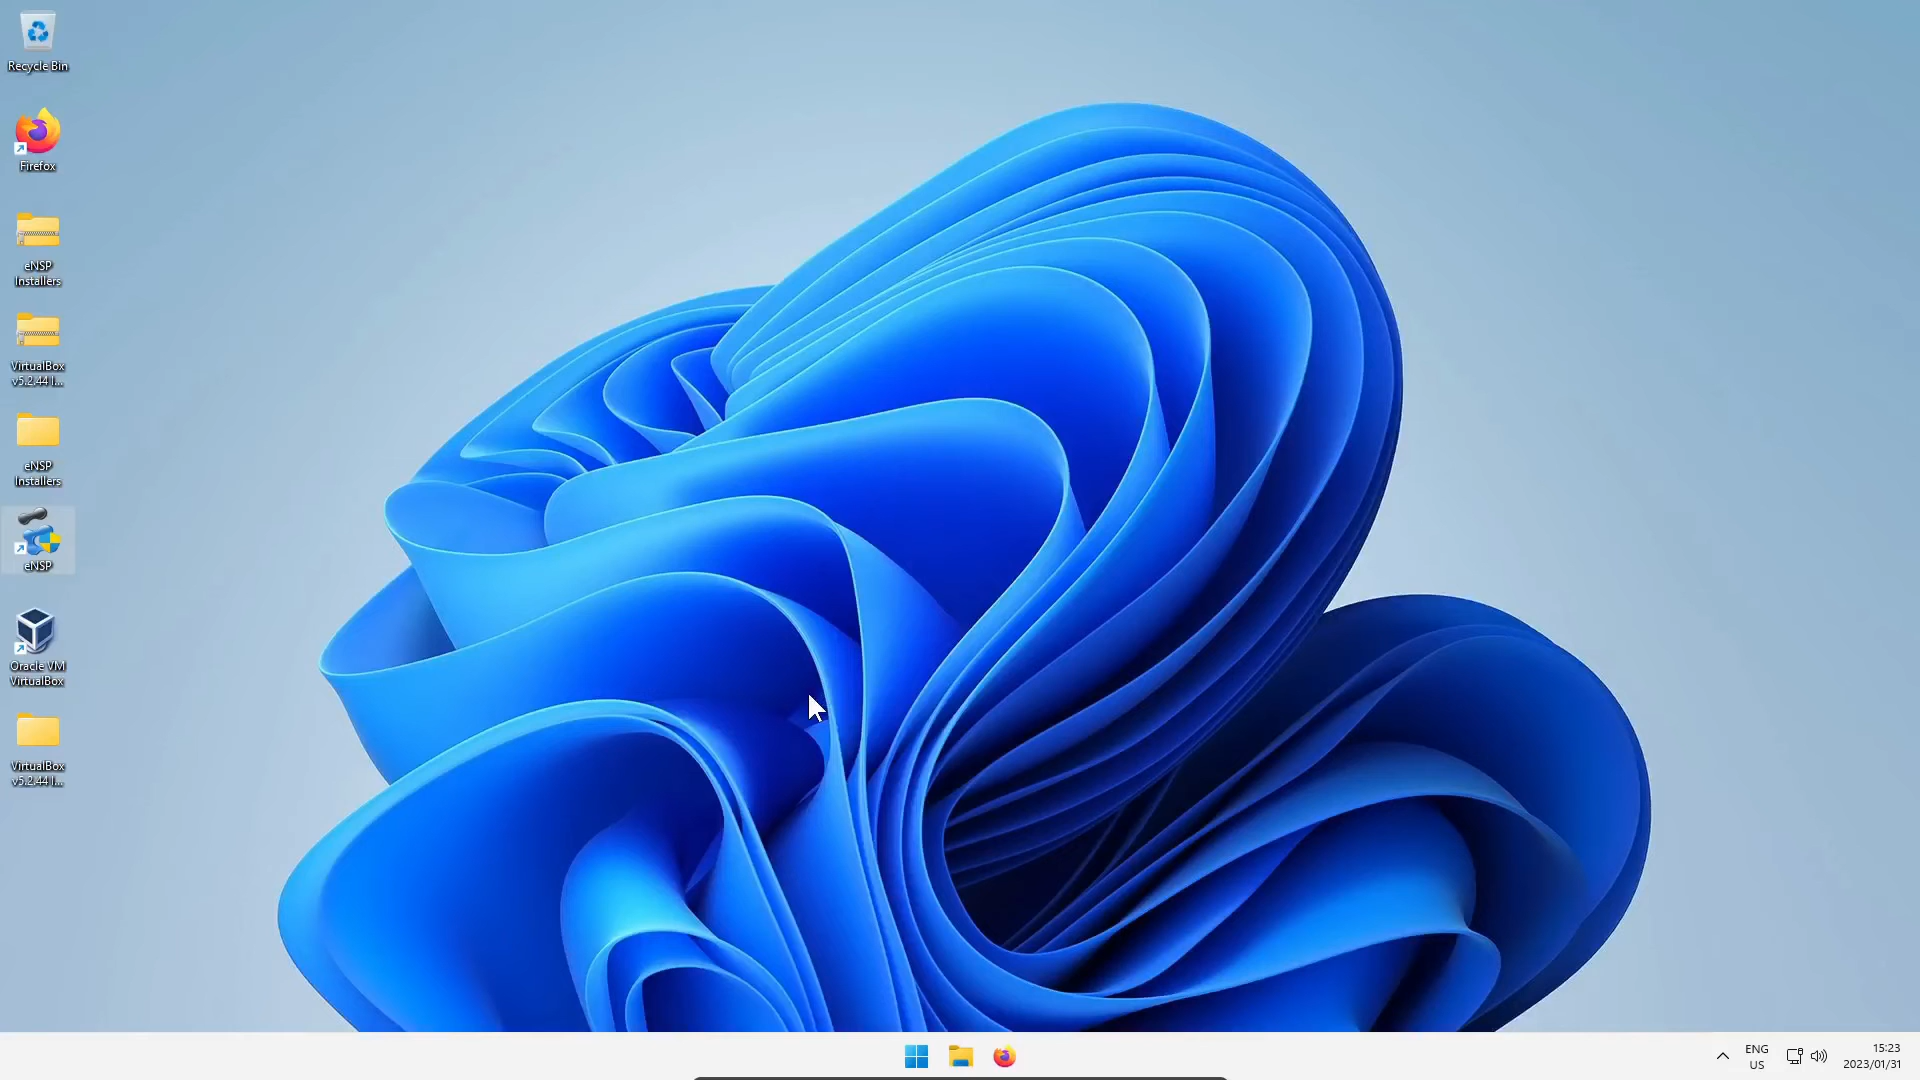 Recycle Bin
Firefox
eNSP
Installers
VirtualBox
v5.2.44 I...
eNSP
Installers
eNSP
Oracle VM
VirtualBox
VirtualBox
v5.2.44 I...
ENG
US
15:23
2023/01/31